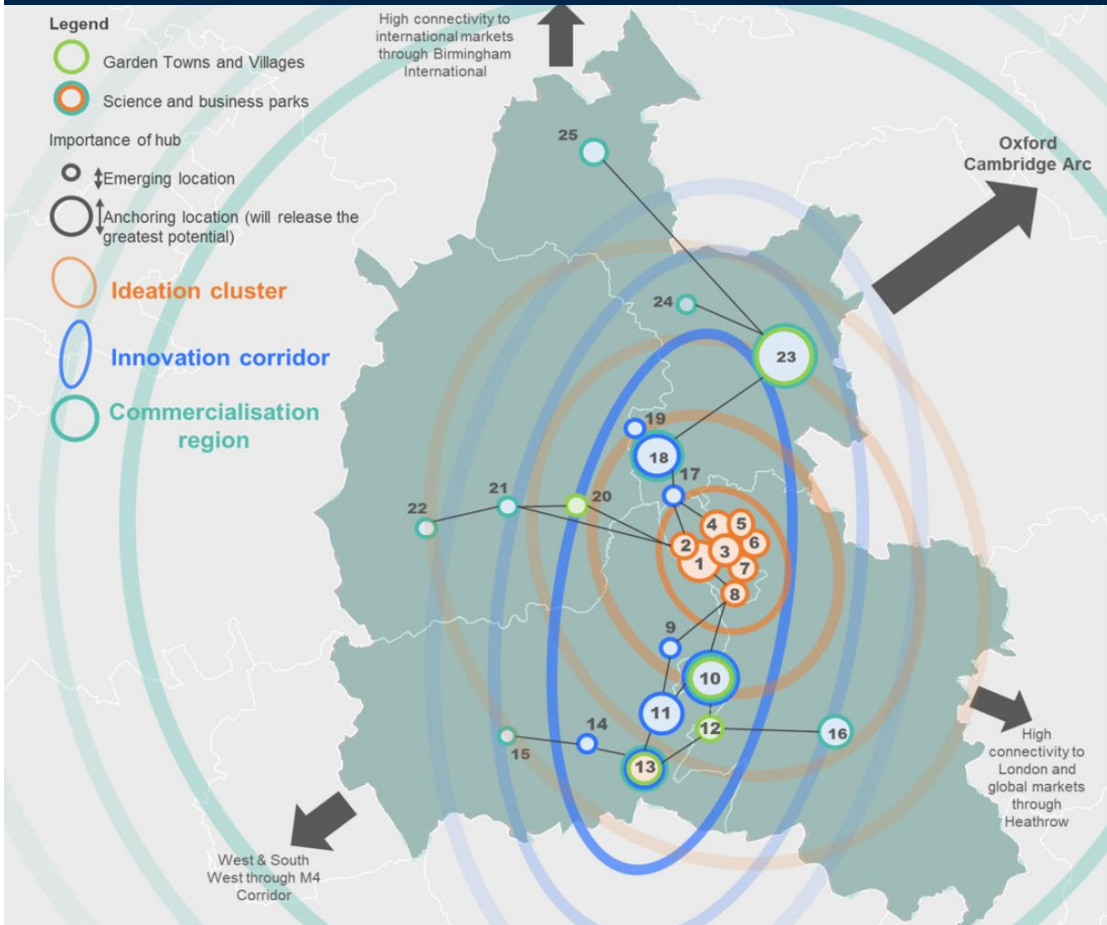 Legend
Garden Towns and Villages
Science and business parks
Importance of hub
Emerging location
Anchoring location (will release the
greatest potential)
Ideation cluster
Innovation corridor
Commercialisation
region
High connectivity to
international markets
through Birmingham
International
Oxford
Cambridge Arc
25
24
23
19
18
17
21
20
22
4
5
2
3
6
1
7
8
9
10
11
14
12
16
15
13
High
connectivity to
London and
global markets
through
Heathrow
West & South
West through M4
Corridor